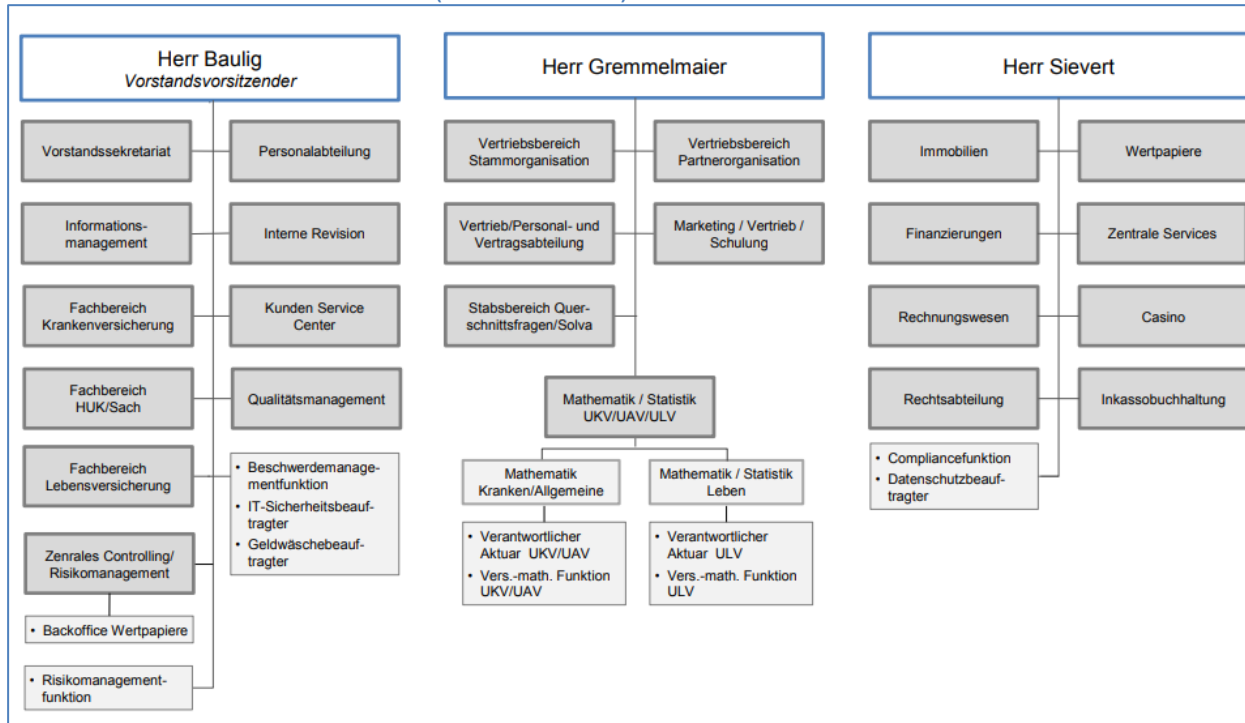 Herr Baulig
Vorstandsvorsitzender
Vorstandssekretariat
Personalabteilung
Informations-
management
Interne Revision
Fachbereich
Krankenversicherung
Kunden Service
Center
Fachbereich
HUK/Sach
Qualitätsmanagement
Fachbereich
Lebensversicherung
• Beschwerdemanage-
mentfunktion
• IT-Sicherheitsbeauf-
tragter
• Geldwäschebeauf-
tragter
Zenrales Controlling/
Risikomanagement
• Backoffice Wertpapiere
• Risikomanagement-
funktion
Herr Gremmelmaier
Vertriebsbereich
Stammorganisation
Vertriebsbereich
Partnerorganisation
Vertrieb/Personal- und
Vertragsabteilung
Marketing / Vertrieb /
Schulung
Stabsbereich Quer-
schnittsfragen/Solva
Mathematik / Statistik
UKV/UAV/ULV
Mathematik
Kranken/Allgemeine
Mathematik / Statistik
Leben
• Verantwortlicher
Aktuar UKV/UAV
• Vers.-math. Funktion
UKV/UAV
• Verantwortlicher
Aktuar ULV
• Vers.-math. Funktion
ULV
Herr Sievert
Immobilien
Wertpapiere
Finanzierungen
Zentrale Services
Rechnungswesen
Casino
Rechtsabteilung
Inkassobuchhaltung
• Compliancefunktion
• Datenschutzbeauf-
tragter